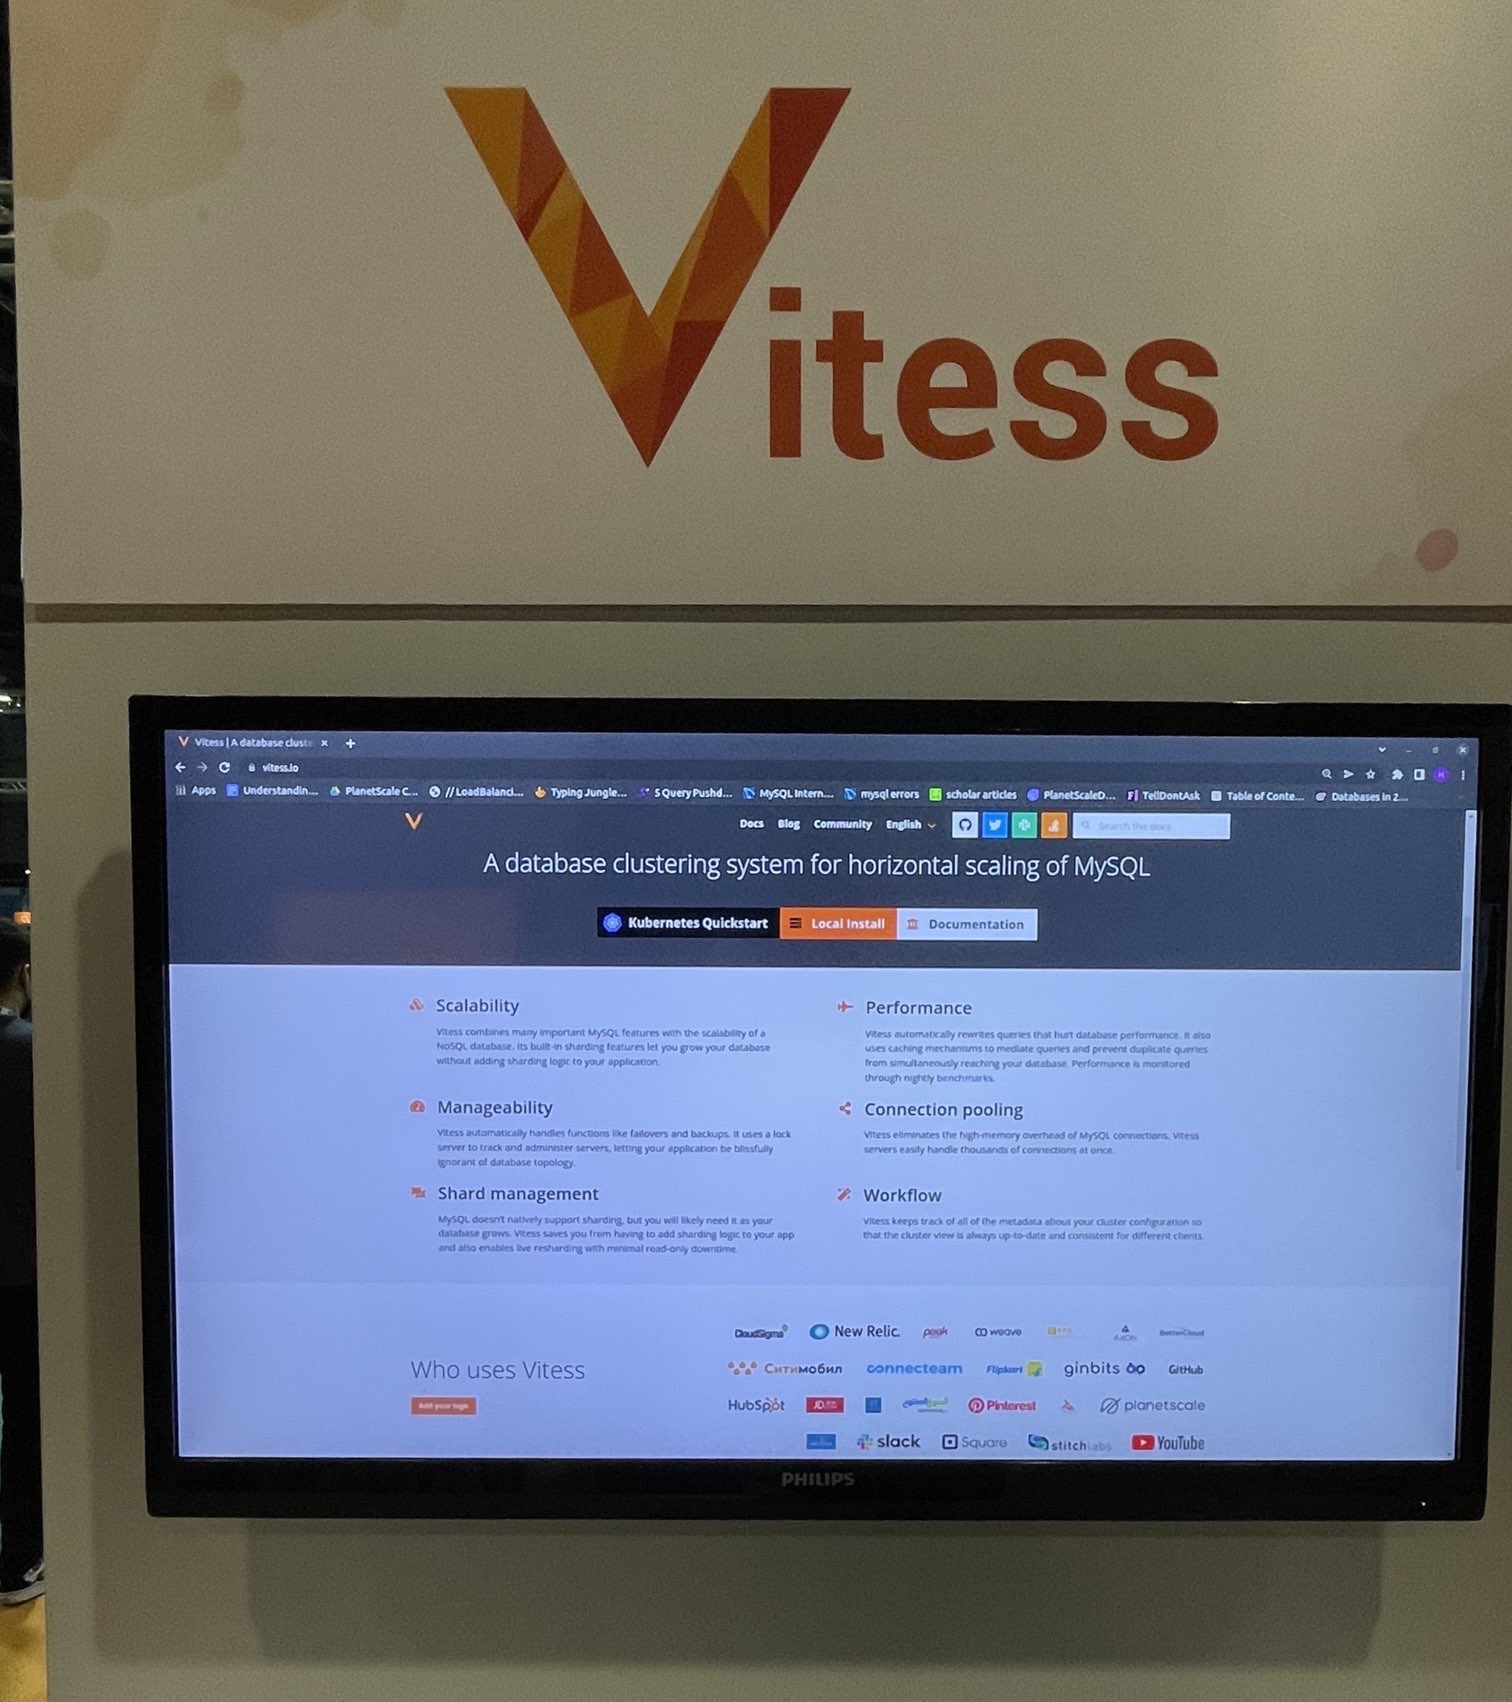 Vitess
Vitess | A database cluste
vitess.io
Apps Understandin... PlanetScale C... //LoadBalanci... Typing Jungle... S Query Pushd... MySQL Intern... mysql errors scholar articles PlanetScaleD... TellDontAsk Table of Conte... Databases in 2...
Docs Blog Community English Search the docs
A database clustering system for horizontal scaling of MySQL
Kubernetes Quickstart Local Install Documentation
Scalability
Vitess combines many important MySQL features with the scalability of a
NoSQL database. Its built-in sharding features let you grow your database
without adding sharding logic to your application.
Performance
Vitess automatically rewrites queries that hurt database performance. It also
uses caching mechanisms to mediate queries and prevent duplicate queries
from simultaneously reaching your database. Performance is monitored
through nightly benchmarks.
Manageability
Vitess automatically handles functions like failovers and backups. It uses a lock
server to track and administer servers, letting your application be blissfully
ignorant of database topology.
Connection pooling
Vitess eliminates the high-memory overhead of MySQL connections. Vitess
servers easily handle thousands of connections at once.
Shard management
MySQL doesn't natively support sharding, but you will likely need it as your
database grows. Vitess saves you from having to add sharding logic to your app
and also enables live resharding with minimal read-only downtime.
Workflow
Vitess keeps track of all of the metadata about your cluster configuration so
that the cluster view is always up-to-date and consistent for different clients.
Who uses Vitess
Add your logo
CloudSigma New Relic. peak weave AXON BetterCloud
Ситимобил connecteam Flipkart ginbits GitHub
HubSpot JD Pinterest planetscale
slack Square stitchlabs YouTube
PHILIPS